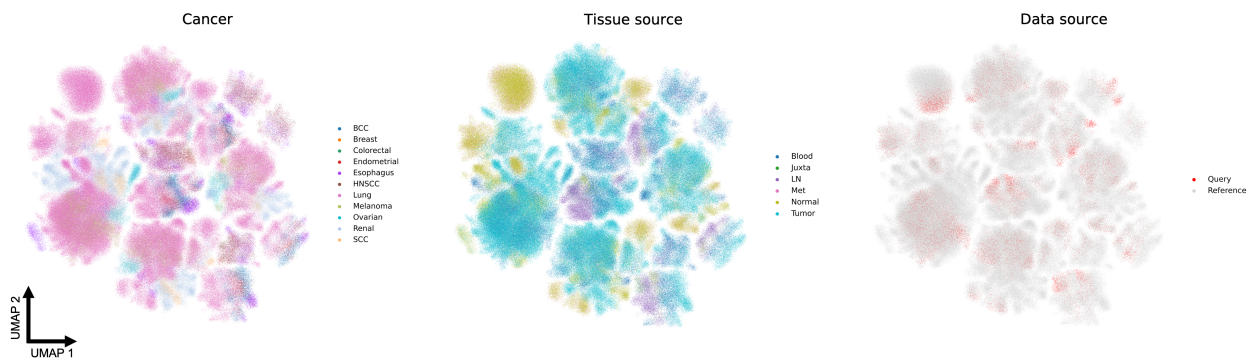 Cancer
BCC
Breast
Colorectal
Endometrial
Esophagus
HNSCC
Lung
Melanoma
Ovarian
Renal
SCC
UMAP 2
UMAP 1
Tissue source
Blood
Juxta
LN
Met
Normal
Tumor
Data source
Query
Reference